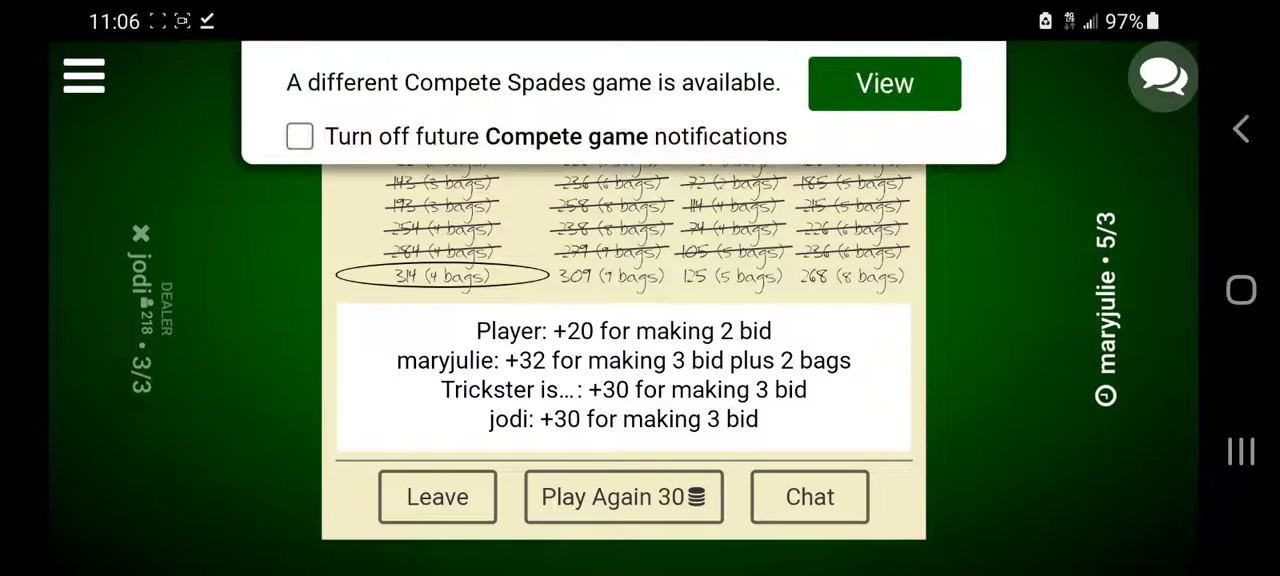 11:06
97%
A different Compete Spades game is available.
View
Turn off future Compete game notifications
143 (3 bags) 236 (6 bags) 72 (2 bags) 185 (5 bags)
193 (3 bags) 258 (8 bags) 114 (4 bags) 215 (5 bags)
254 (4 bags) 238 (8 bags) 74 (4 bags) 226 (6 bags)
284 (4 bags) 279 (9 bags) 105 (5 bags) 236 (6 bags)
314 (4 bags) 309 (9 bags) 125 (5 bags) 268 (8 bags)
Player: +20 for making 2 bid
maryjulie: +32 for making 3 bid plus 2 bags
Trickster is...: +30 for making 3 bid
jodi: +30 for making 3 bid
Leave
Play Again 30
Chat
jodi 218 • 3/3
DEALER
maryjulie • 5/3